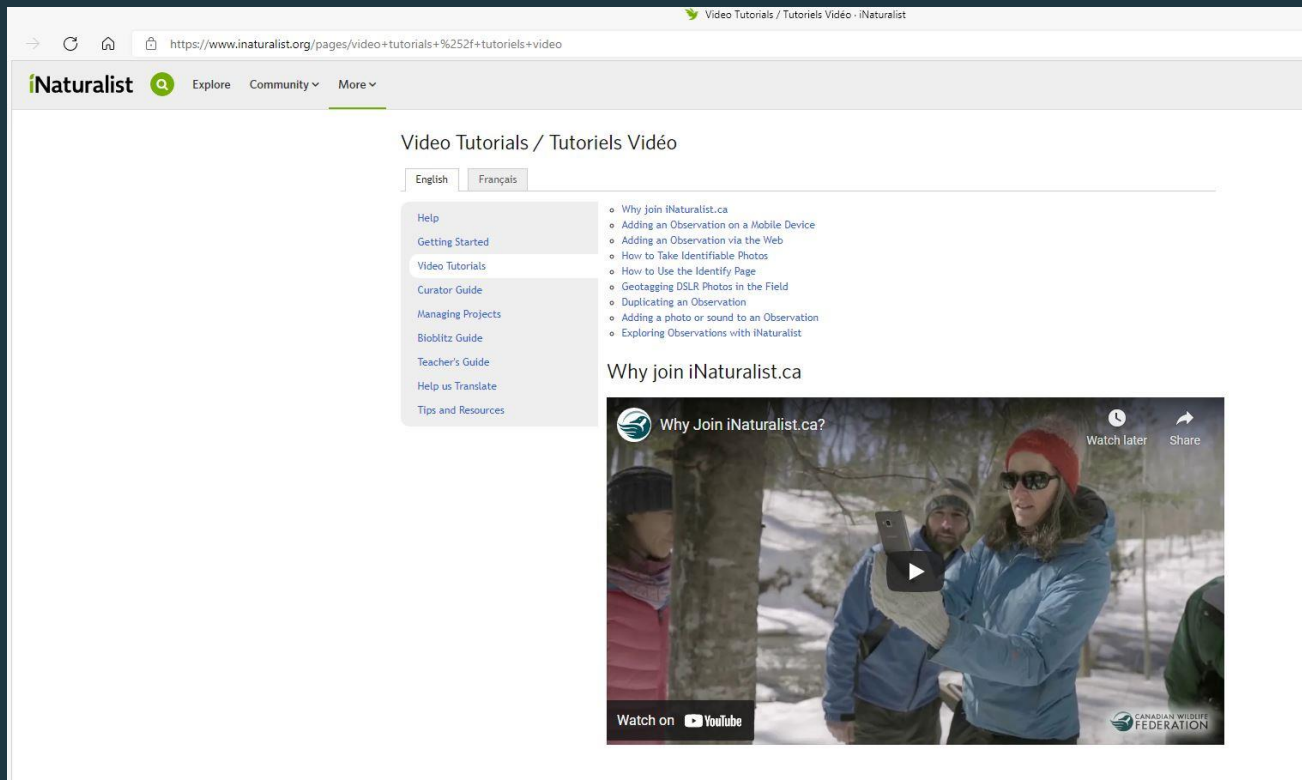 Video Tutorials / Tutoriels Vidéo · iNaturalist
https://www.inaturalist.org/pages/video+tutorials+%252f+tutoriels+video
iNaturalist Explore Community More
Video Tutorials / Tutoriels Vidéo
English Français
Help
Getting Started
Video Tutorials
Curator Guide
Managing Projects
Bioblitz Guide
Teacher's Guide
Help us Translate
Tips and Resources
Why join iNaturalist.ca
Adding an Observation on a Mobile Device
Adding an Observation via the Web
How to Take Identifiable Photos
How to Use the Identify Page
Geotagging DSLR Photos in the Field
Duplicating an Observation
Adding a photo or sound to an Observation
Exploring Observations with iNaturalist
Why join iNaturalist.ca
Why Join iNaturalist.ca?
Watch later Share
Watch on YouTube
CANADIAN WILDLIFE
FEDERATION